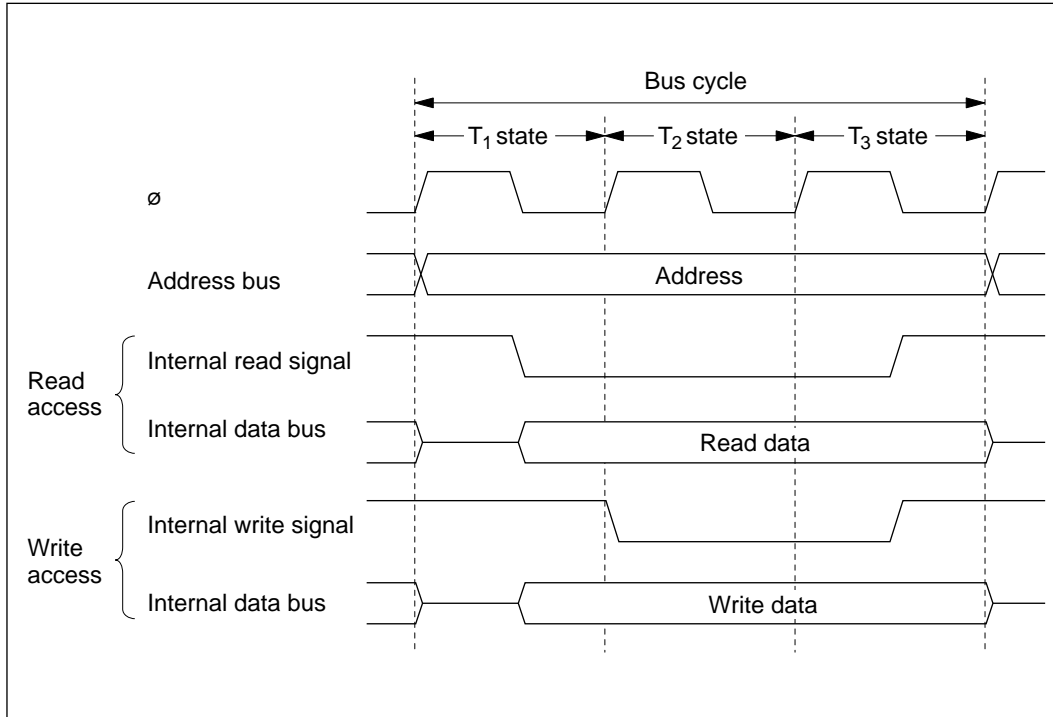 Bus cycle
T1 state T2 state T3 state
ø
Address bus
Address
Read
access
Internal read signal
Internal data bus
Read data
Write
access
Internal write signal
Internal data bus
Write data